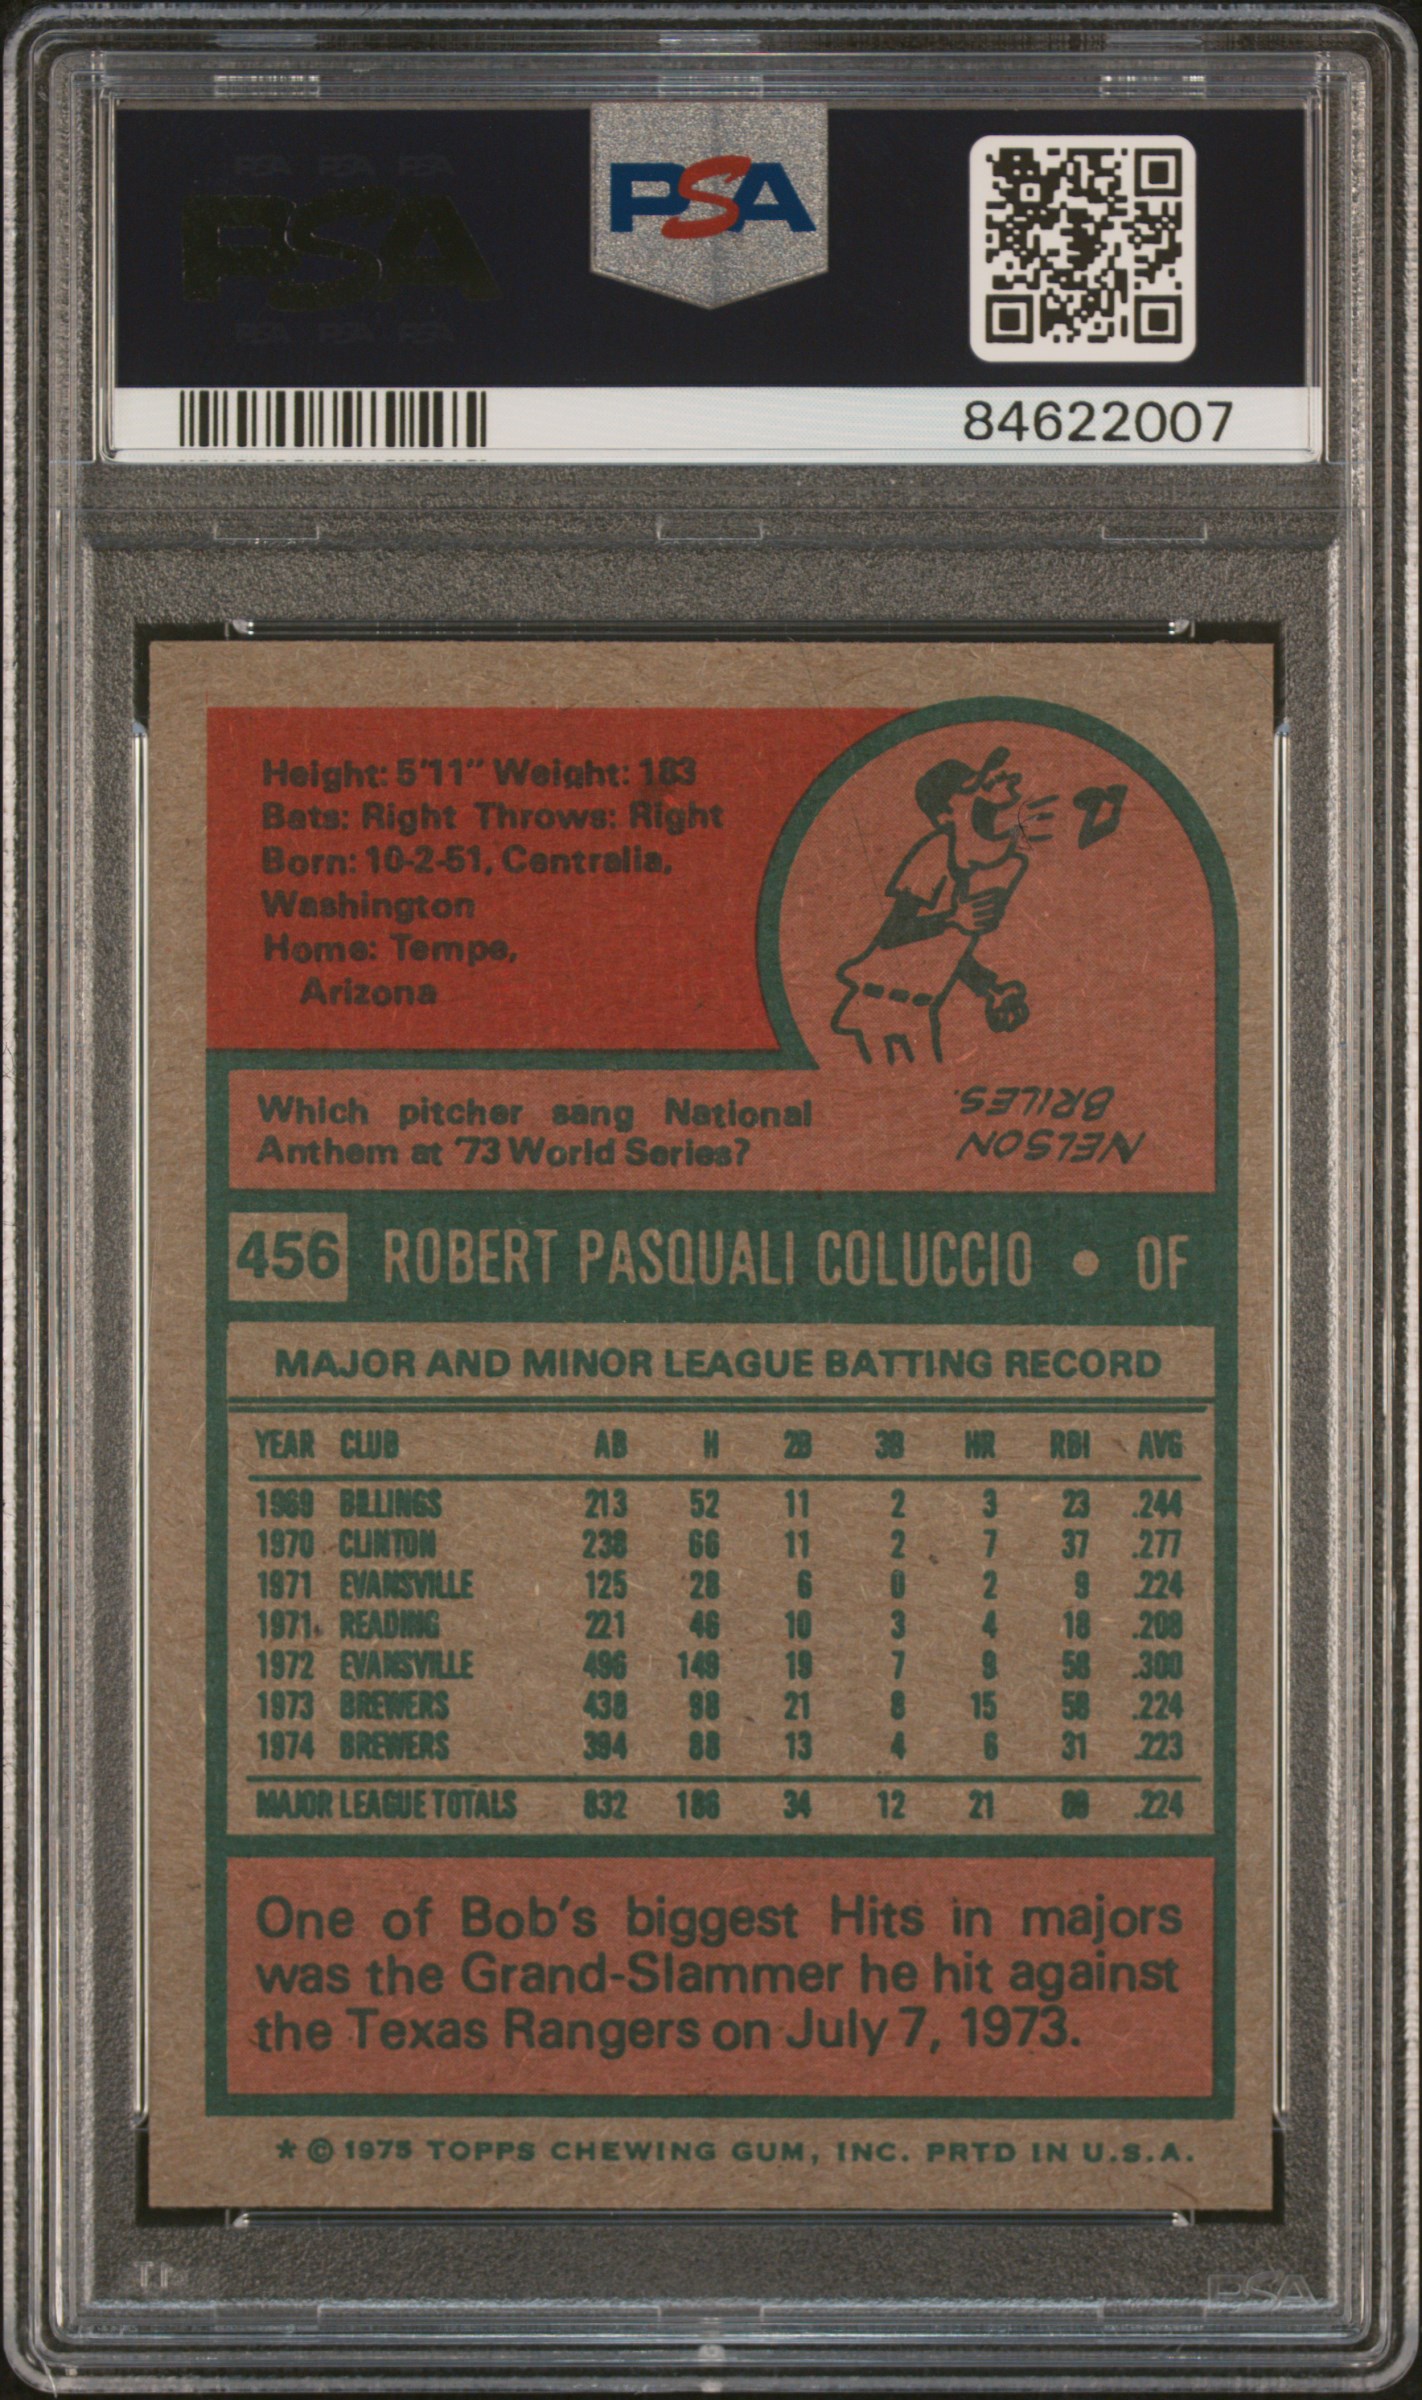 PSA PSA PSA
PSA
PSA PSA PSA
PSA
84622007
Height: 5'11" Weight: 183
Bats: Right Throws: Right
Born: 10-2-51, Centralia,
Washington
Home: Tempe,
Arizona
Which pitcher sang National
Anthem at '73 World Series?
NELSON
BRILES.
456 ROBERT PASQUALI COLUCCIO • OF
MAJOR AND MINOR LEAGUE BATTING RECORD
YEAR CLUB AB H 2B 3B HR RBI AVG
1969 BILLINGS 213 52 11 2 3 23 .244
1970 CLINTON 238 66 11 2 7 37 .277
1971 EVANSVILLE 125 28 6 0 2 9 .224
1971 READING 221 46 10 3 4 18 .208
1972 EVANSVILLE 496 149 19 7 9 58 .300
1973 BREWERS 438 98 21 8 15 58 .224
1974 BREWERS 394 88 13 4 6 31 .223
MAJOR LEAGUE TOTALS 832 186 34 12 21 89 .224
One of Bob's biggest Hits in majors
was the Grand-Slammer he hit against
the Texas Rangers on July 7, 1973.
* © 1975 TOPPS CHEWING GUM, INC. PRTD IN U.S.A.
PSA